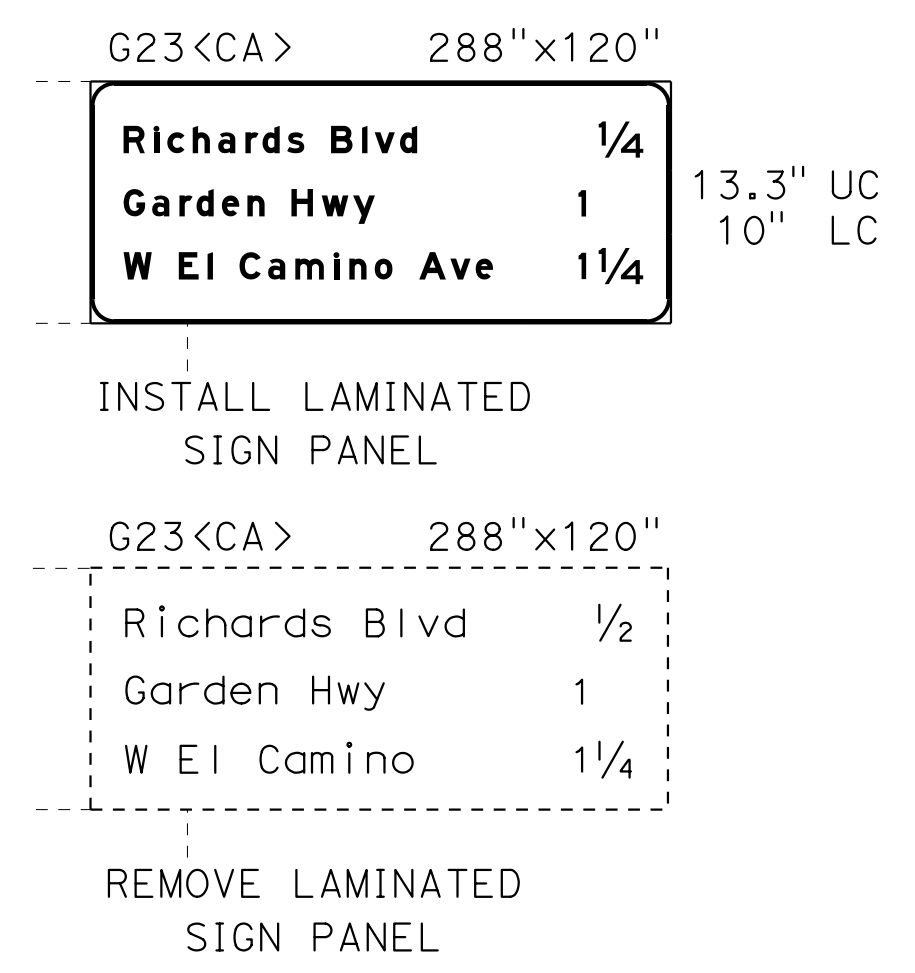 G23<CA> 288"x120"
Richards Blvd 1/4
Garden Hwy 1
W El Camino Ave 1 1/4
13.3" UC
10" LC
INSTALL LAMINATED
SIGN PANEL
G23<CA> 288"x120"
Richards Blvd 1/2
Garden Hwy 1
W El Camino 1 1/4
REMOVE LAMINATED
SIGN PANEL